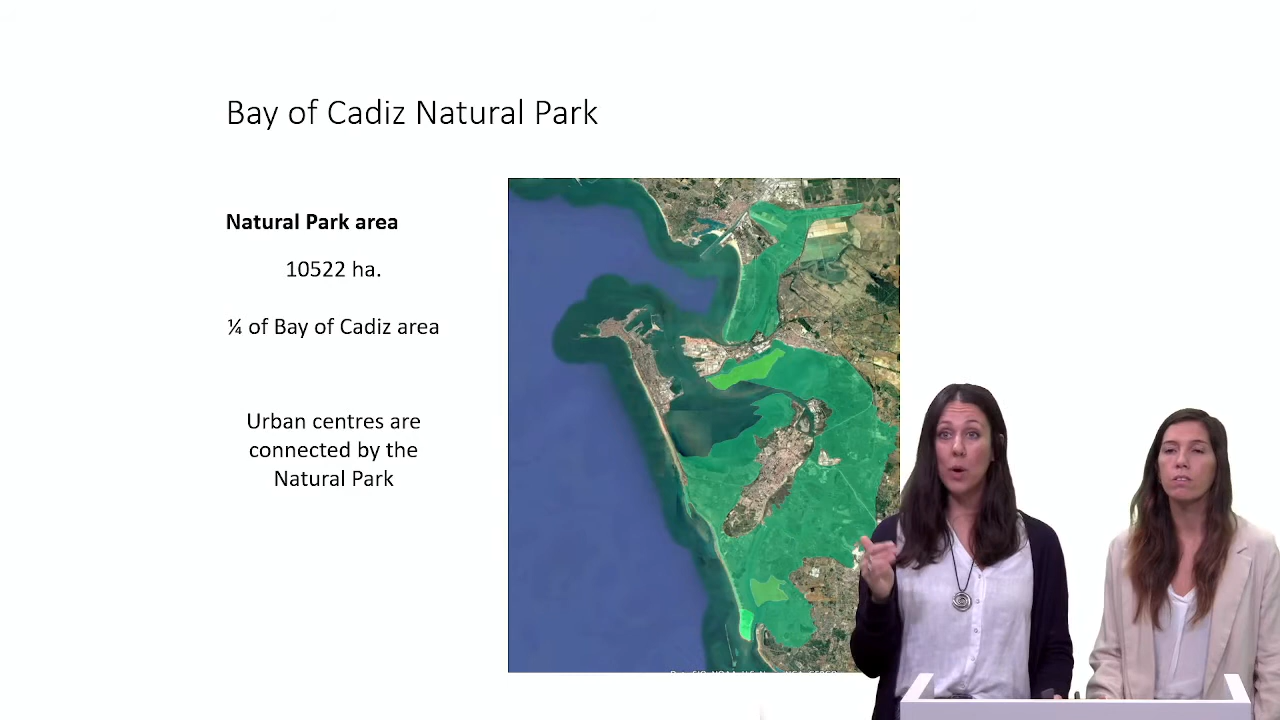 Bay of Cadiz Natural Park
Natural Park area
10522 ha.
¼ of Bay of Cadiz area
Urban centres are
connected by the
Natural Park